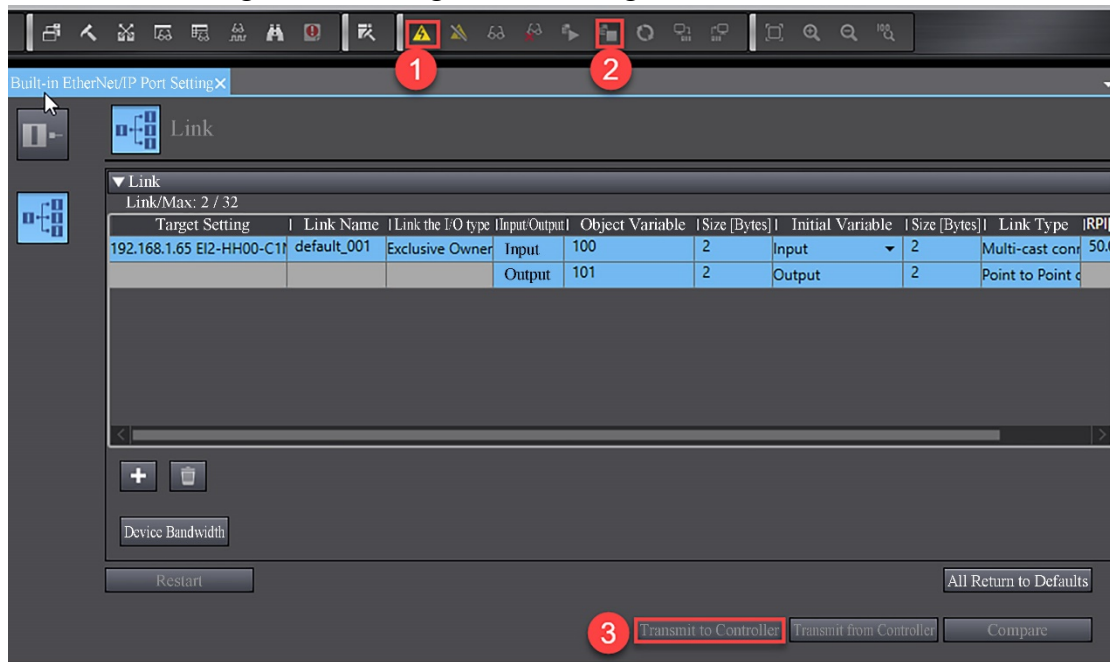 1
2
Built-in EtherNet/IP Port Setting
Link
Link
Link/Max: 2 / 32
Target Setting Link Name Link the I/O type Input/Output Object Variable Size [Bytes] Initial Variable Size [Bytes] Link Type RPI
192.168.1.65 EI2-HH00-C1 default_001 Exclusive Owner Input 100 2 Input 2 Multi-cast conn 50.
Output 101 2 Output 2 Point to Point
Device Bandwidth
Restart
All Return to Defaults
3
Transmit to Controller Transmit from Controller Compare